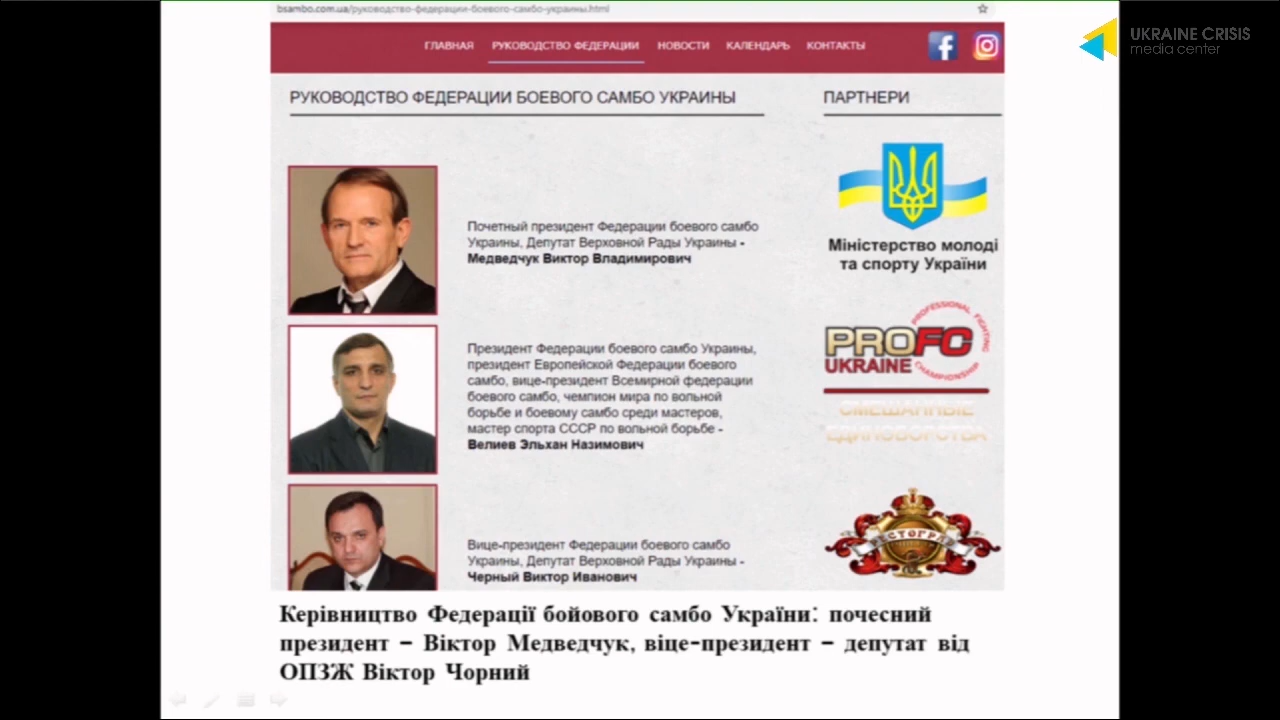 bsambo.com.ua/руководство-федерации-боевого-самбо-украины.html
UKRAINE CRISIS
media center
ГЛАВНАЯ РУКОВОДСТВО ФЕДЕРАЦИИ НОВОСТИ КАЛЕНДАРЬ КОНТАКТЫ
РУКОВОДСТВО ФЕДЕРАЦИИ БОЕВОГО САМБО УКРАИНЫ
Почетный президент Федерации боевого самбо
Украины, Депутат Верховной Рады Украины -
Медведчук Виктор Владимирович
Президент Федерации боевого самбо Украины,
президент Европейской Федерации боевого
самбо, вице-президент Всемирной федерации
боевого самбо, чемпион мира по вольной
борьбе и боевому самбо среди мастеров,
мастер спорта СССР по вольной борьбе -
Велиев Эльхан Назимович
Вице-президент Федерации боевого самбо
Украины, Депутат Верховной Рады Украины -
Черный Виктор Иванович
ПАРТНЕРИ
Міністерство молоді
та спорту України
PROFESSIONAL FIGHTING
PROFC
UKRAINE
CHAMPIONSHIP
СМЕШАННЫЕ
ЕДИНОБОРСТВА
РЕСТОГРАД
Керівництво Федерації бойового самбо України: почесний
президент – Віктор Медведчук, віце-президент – депутат від
ОПЗЖ Віктор Чорний